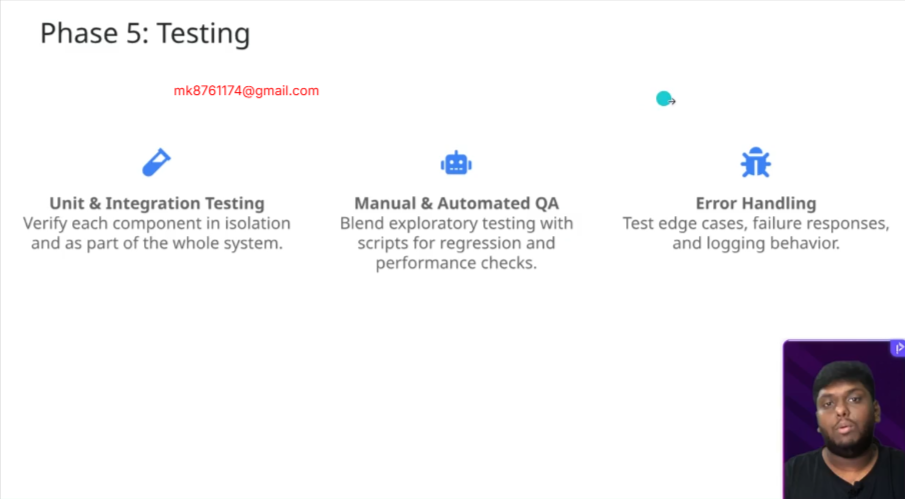 Phase 5: Testing
mk8761174@gmail.com
Unit & Integration Testing
Verify each component in isolation
and as part of the whole system.
Manual & Automated QA
Blend exploratory testing with
scripts for regression and
performance checks.
Error Handling
Test edge cases, failure responses,
and logging behavior.